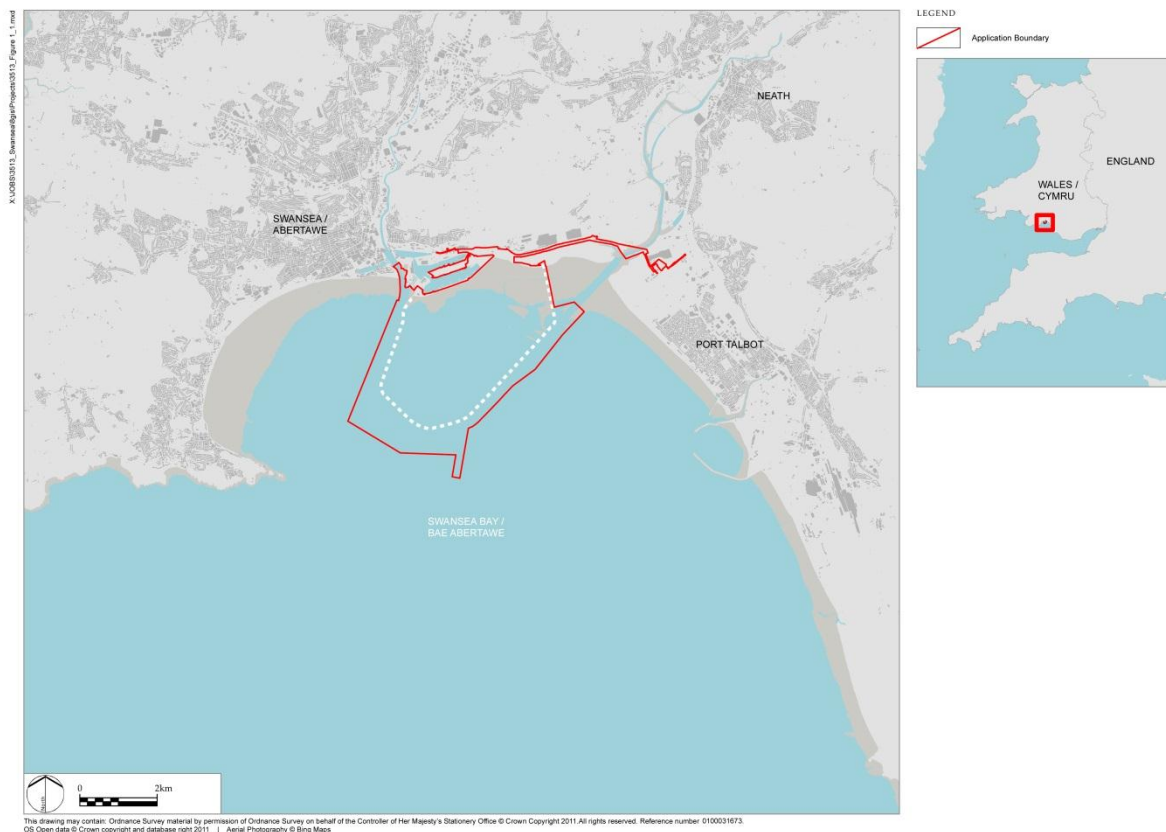 X:\JOBS\3513_Swansea\8gis\Projects\3513_Figure 1_1.mxd
LEGEND
Application Boundary
NEATH
SWANSEA /
ABERTAWE
PORT TALBOT
SWANSEA BAY /
BAE ABERTAWE
ENGLAND
WALES /
CYMRU
0
2km
This drawing may contain: Ordnance Survey material by permission of Ordnance Survey on behalf of the Controller of Her Majesty's Stationery Office © Crown Copyright 2011. All rights reserved. Reference number 0100031673.
OS Open data © Crown copyright and database right 2011 | Aerial Photography © Bing Maps